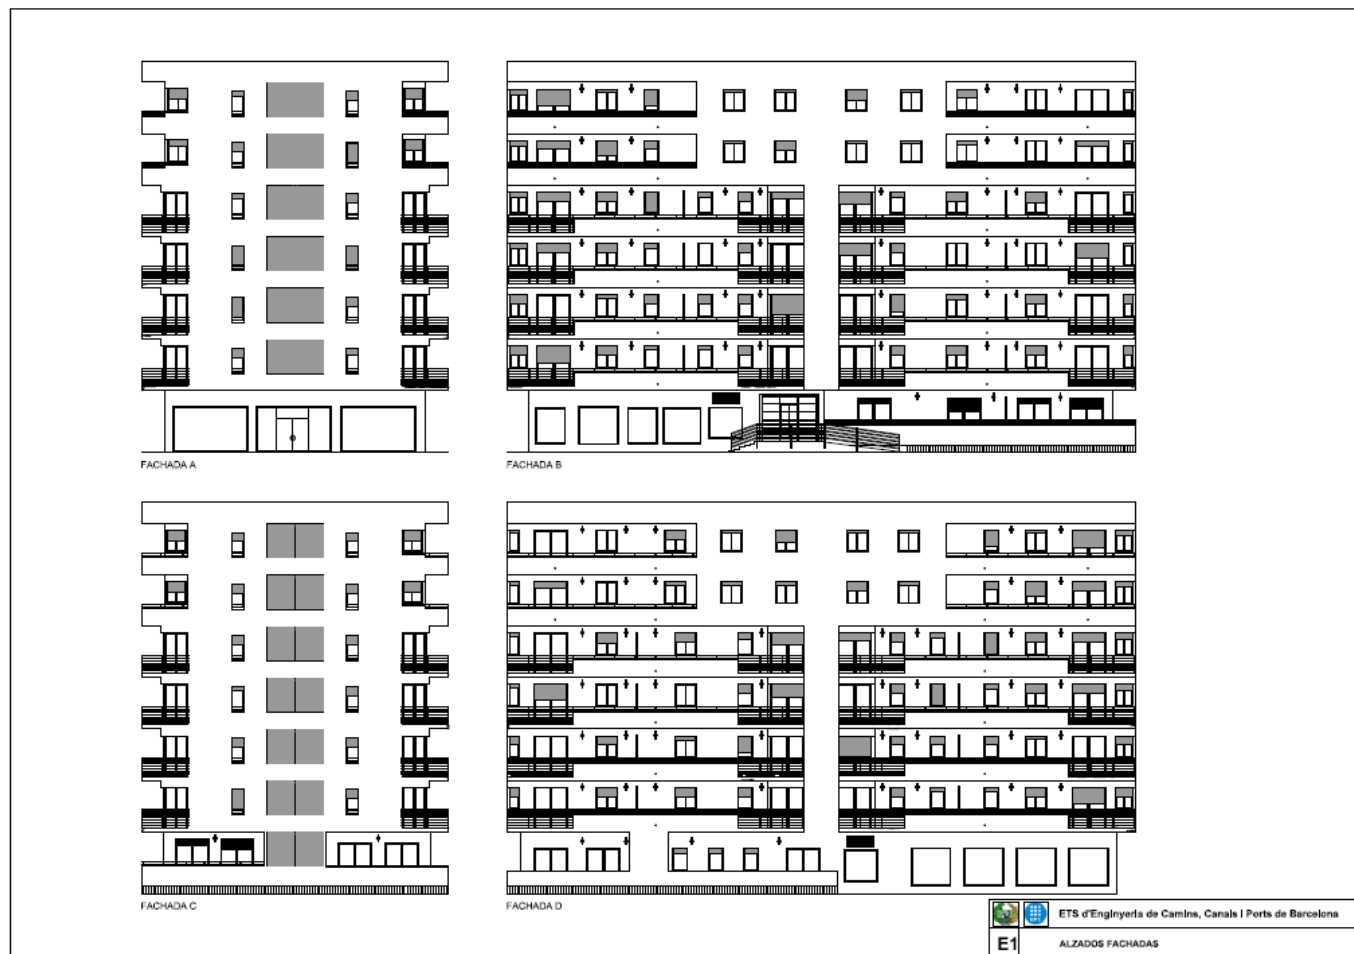 FACHADA A
FACHADA B
FACHADA C
FACHADA D
ETS d'Enginyeria de Camins, Canals i Ports de Barcelona
E1
ALZADOS FACHADAS